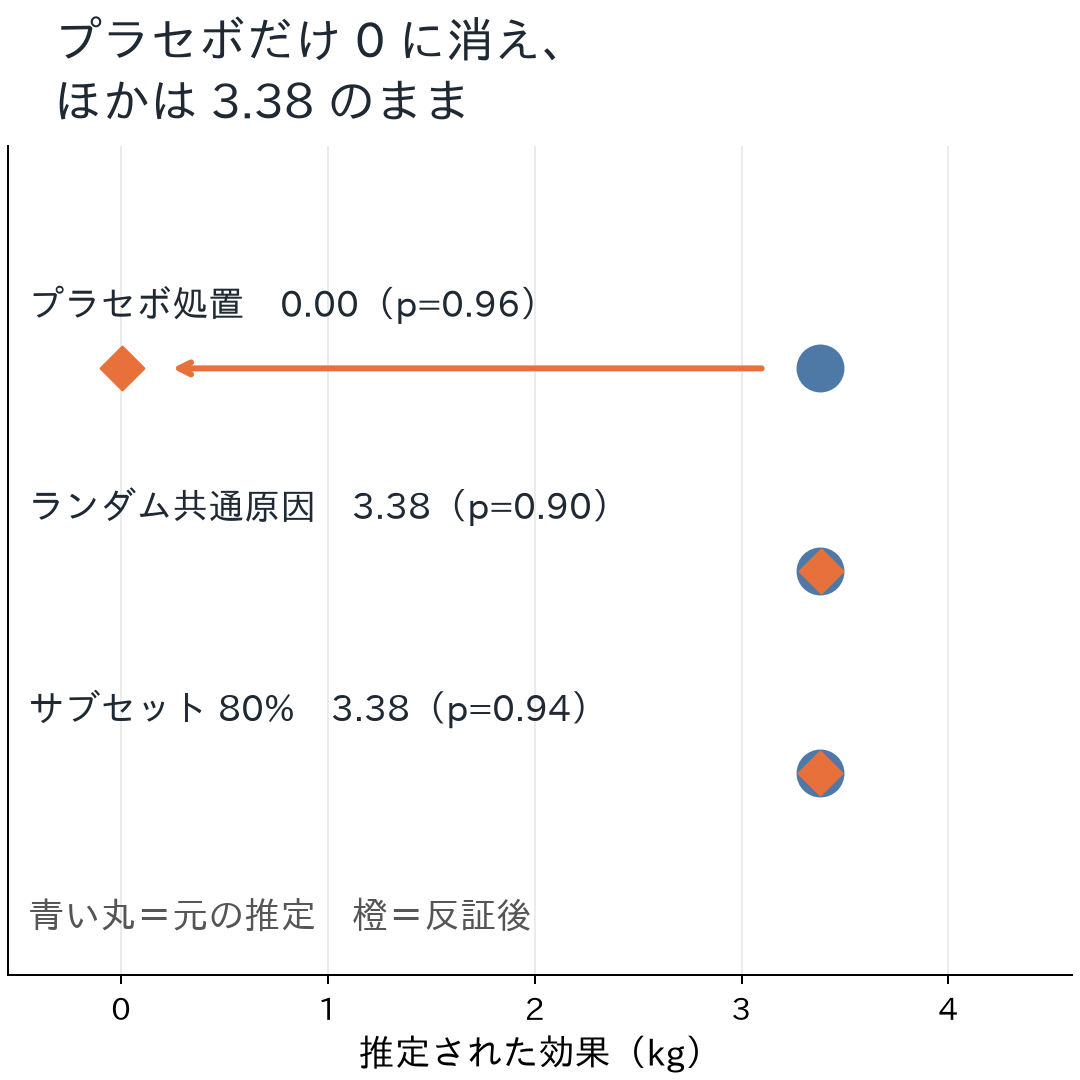 プラセボだけ 0 に消え、
ほかは 3.38 のまま
プラセボ処置　0.00（p=0.96）
ランダム共通原因　3.38（p=0.90）
サブセット 80%　3.38（p=0.94）
青い丸＝元の推定　橙＝反証後
0 1 2 3 4
推定された効果（kg）